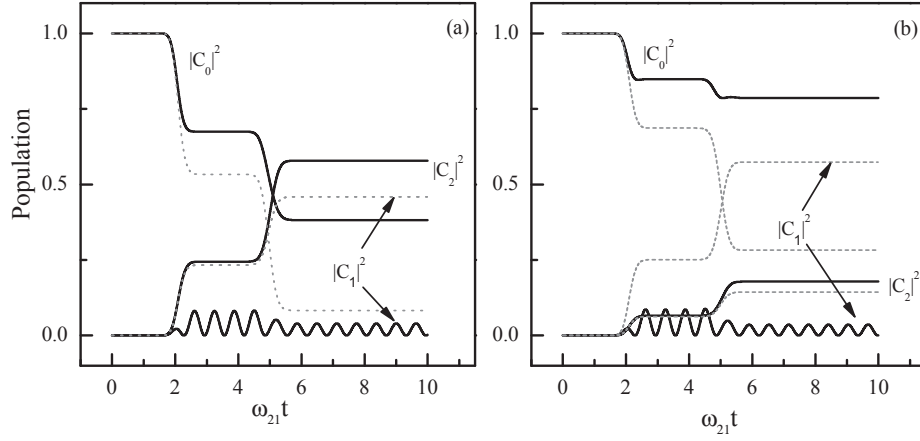 (a)
1.0
|C₀|²
Population
0.5
|C₂|²
|C₁|²
0.0
0 2 4 6 8 10
ω₂₁t
(b)
1.0
|C₀|²
0.5
|C₁|²
|C₂|²
0.0
0 2 4 6 8 10
ω₂₁t